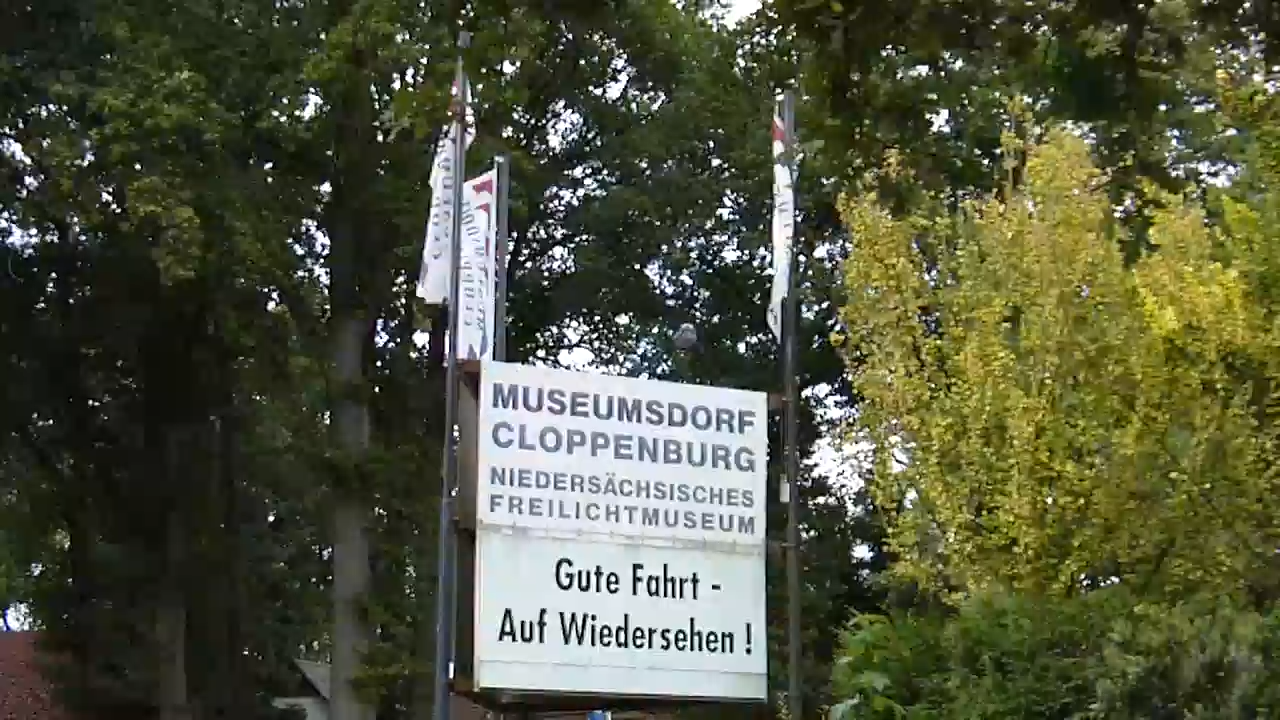 MUSEUMSDORF
CLOPPENBURG
NIEDERSÄCHSISCHES
FREILICHTMUSEUM
Gute Fahrt -
Auf Wiedersehen !